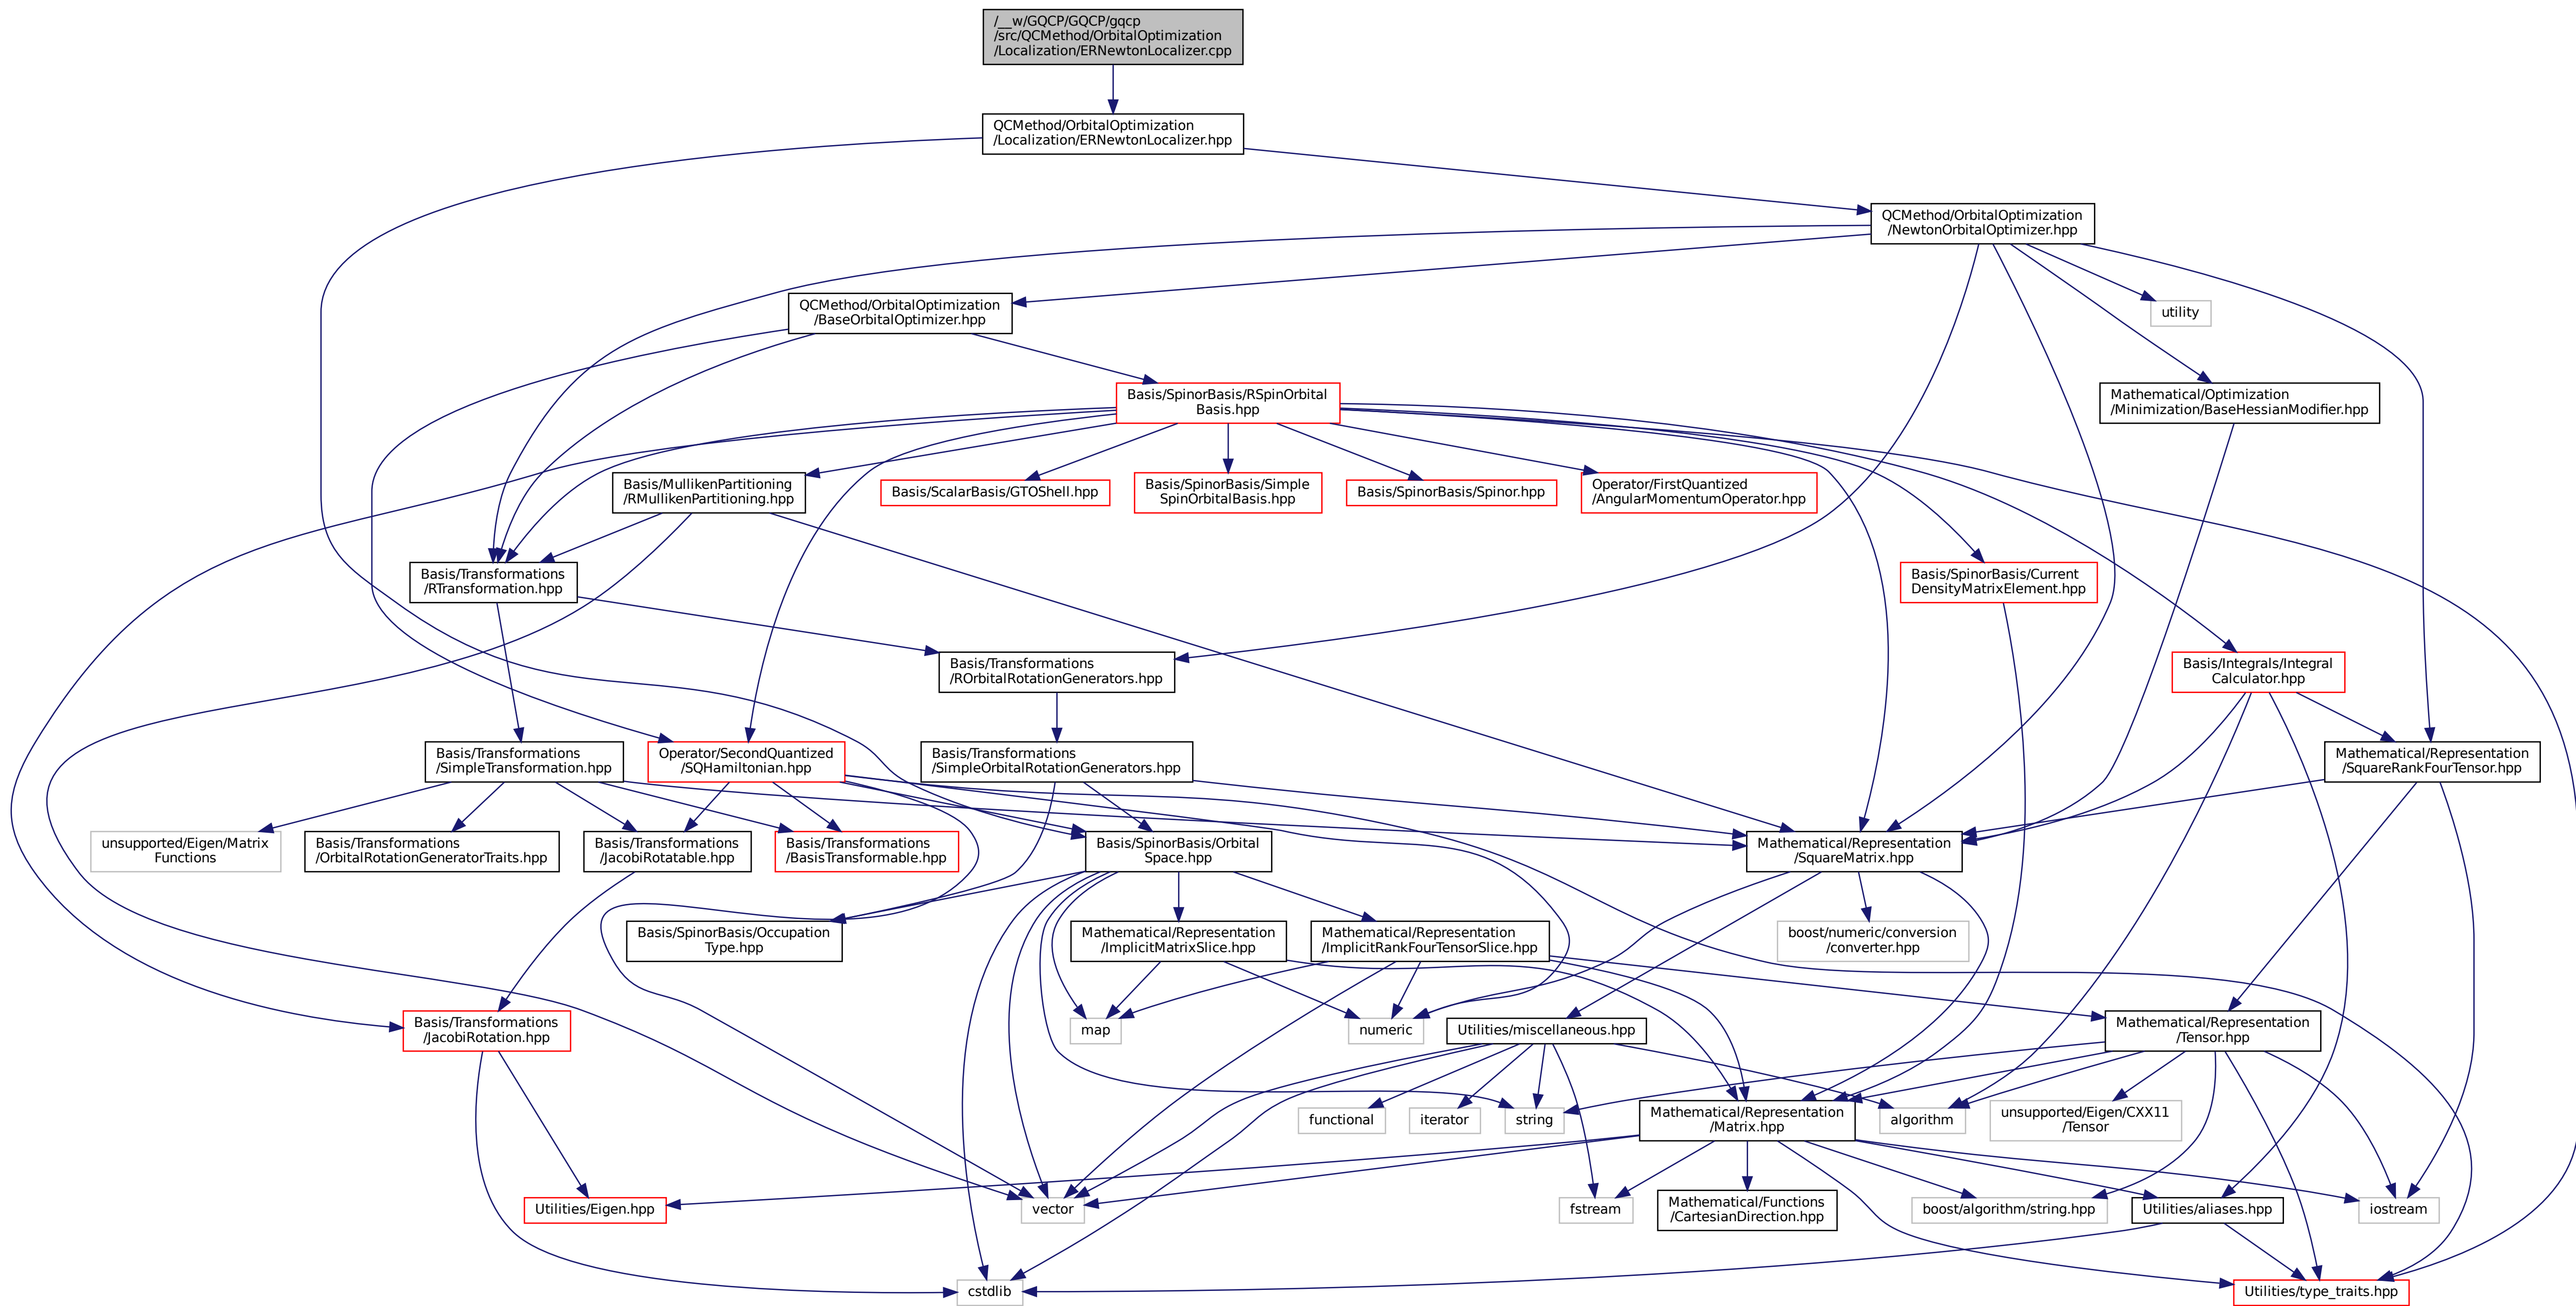 /__w/GQCP/GQCP/gqcp
/src/QCMethod/OrbitalOptimization
/Localization/ERNewtonLocalizer.cpp
QCMethod/OrbitalOptimization
/Localization/ERNewtonLocalizer.hpp
QCMethod/OrbitalOptimization
/NewtonOrbitalOptimizer.hpp
QCMethod/OrbitalOptimization
/BaseOrbitalOptimizer.hpp
utility
Basis/SpinorBasis/RSpinOrbital
Basis.hpp
Mathematical/Optimization
/Minimization/BaseHessianModifier.hpp
Basis/MullikenPartitioning
/RMullikenPartitioning.hpp
Basis/ScalarBasis/GTOShell.hpp
Basis/SpinorBasis/Simple
SpinOrbitalBasis.hpp
Basis/SpinorBasis/Spinor.hpp
Operator/FirstQuantized
/AngularMomentumOperator.hpp
Basis/Transformations
/RTransformation.hpp
Basis/SpinorBasis/Current
DensityMatrixElement.hpp
Basis/Transformations
/ROrbitalRotationGenerators.hpp
Basis/Integrals/Integral
Calculator.hpp
Basis/Transformations
/SimpleTransformation.hpp
Operator/SecondQuantized
/SQHamiltonian.hpp
Basis/Transformations
/SimpleOrbitalRotationGenerators.hpp
Mathematical/Representation
/SquareRankFourTensor.hpp
unsupported/Eigen/Matrix
Functions
Basis/Transformations
/OrbitalRotationGeneratorTraits.hpp
Basis/Transformations
/JacobiRotatable.hpp
Basis/Transformations
/BasisTransformable.hpp
Basis/SpinorBasis/Orbital
Space.hpp
Mathematical/Representation
/SquareMatrix.hpp
Basis/SpinorBasis/Occupation
Type.hpp
Mathematical/Representation
/ImplicitMatrixSlice.hpp
Mathematical/Representation
/ImplicitRankFourTensorSlice.hpp
boost/numeric/conversion
/converter.hpp
Basis/Transformations
/JacobiRotation.hpp
map
numeric
Utilities/miscellaneous.hpp
Mathematical/Representation
/Tensor.hpp
functional
iterator
string
Mathematical/Representation
/Matrix.hpp
algorithm
unsupported/Eigen/CXX11
/Tensor
Utilities/Eigen.hpp
vector
fstream
Mathematical/Functions
/CartesianDirection.hpp
boost/algorithm/string.hpp
Utilities/aliases.hpp
iostream
cstdlib
Utilities/type_traits.hpp